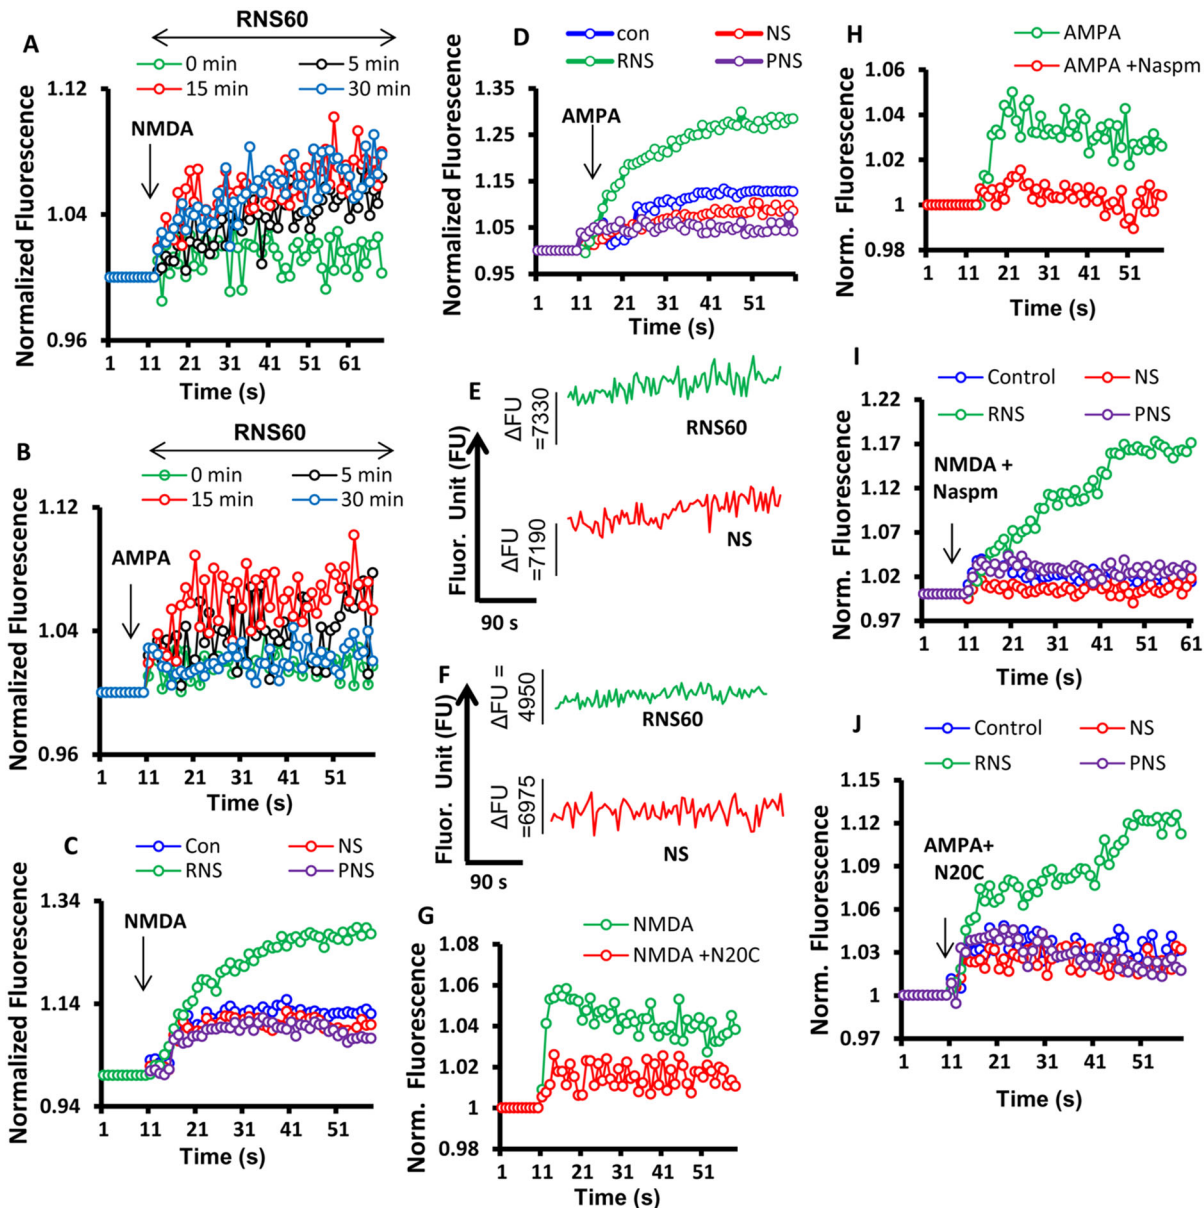 A
RNS60
0 min
5 min
15 min
30 min
NMDA
Normalized Fluorescence
1.12
1.04
0.96
1 11 21 31 41 51 61
Time (s)
B
RNS60
0 min
5 min
15 min
30 min
AMPA
Normalized Fluorescence
1.12
1.04
0.96
1 11 21 31 41 51
Time (s)
C
Con
NS
RNS
PNS
NMDA
Normalized Fluorescence
1.34
1.14
0.94
1 11 21 31 41 51
Time (s)
D
con
NS
RNS
PNS
AMPA
Normalized Fluorescence
1.35
1.25
1.15
1.05
0.95
1 11 21 31 41 51
Time (s)
E
ΔFU
=7330
RNS60
Fluor. Unit (FU)
ΔFU
=7190
NS
90 s
F
ΔFU =
4950
RNS60
Fluor. Unit (FU)
ΔFU
=6975
NS
90 s
G
NMDA
NMDA +N20C
Norm. Fluorescence
1.08
1.06
1.04
1.02
1
0.98
1 11 21 31 41 51
Time (s)
H
AMPA
AMPA +Naspm
Norm. Fluorescence
1.06
1.04
1.02
1
0.98
1 11 21 31 41 51
Time (s)
I
Control
NS
RNS
PNS
NMDA +
Naspm
Norm. Fluorescence
1.22
1.17
1.12
1.07
1.02
0.97
1 11 21 31 41 51 61
Time (s)
J
Control
NS
RNS
PNS
AMPA+
N20C
Norm. Fluorescence
1.15
1.12
1.09
1.06
1.03
1
0.97
1 11 21 31 41 51
Time (s)